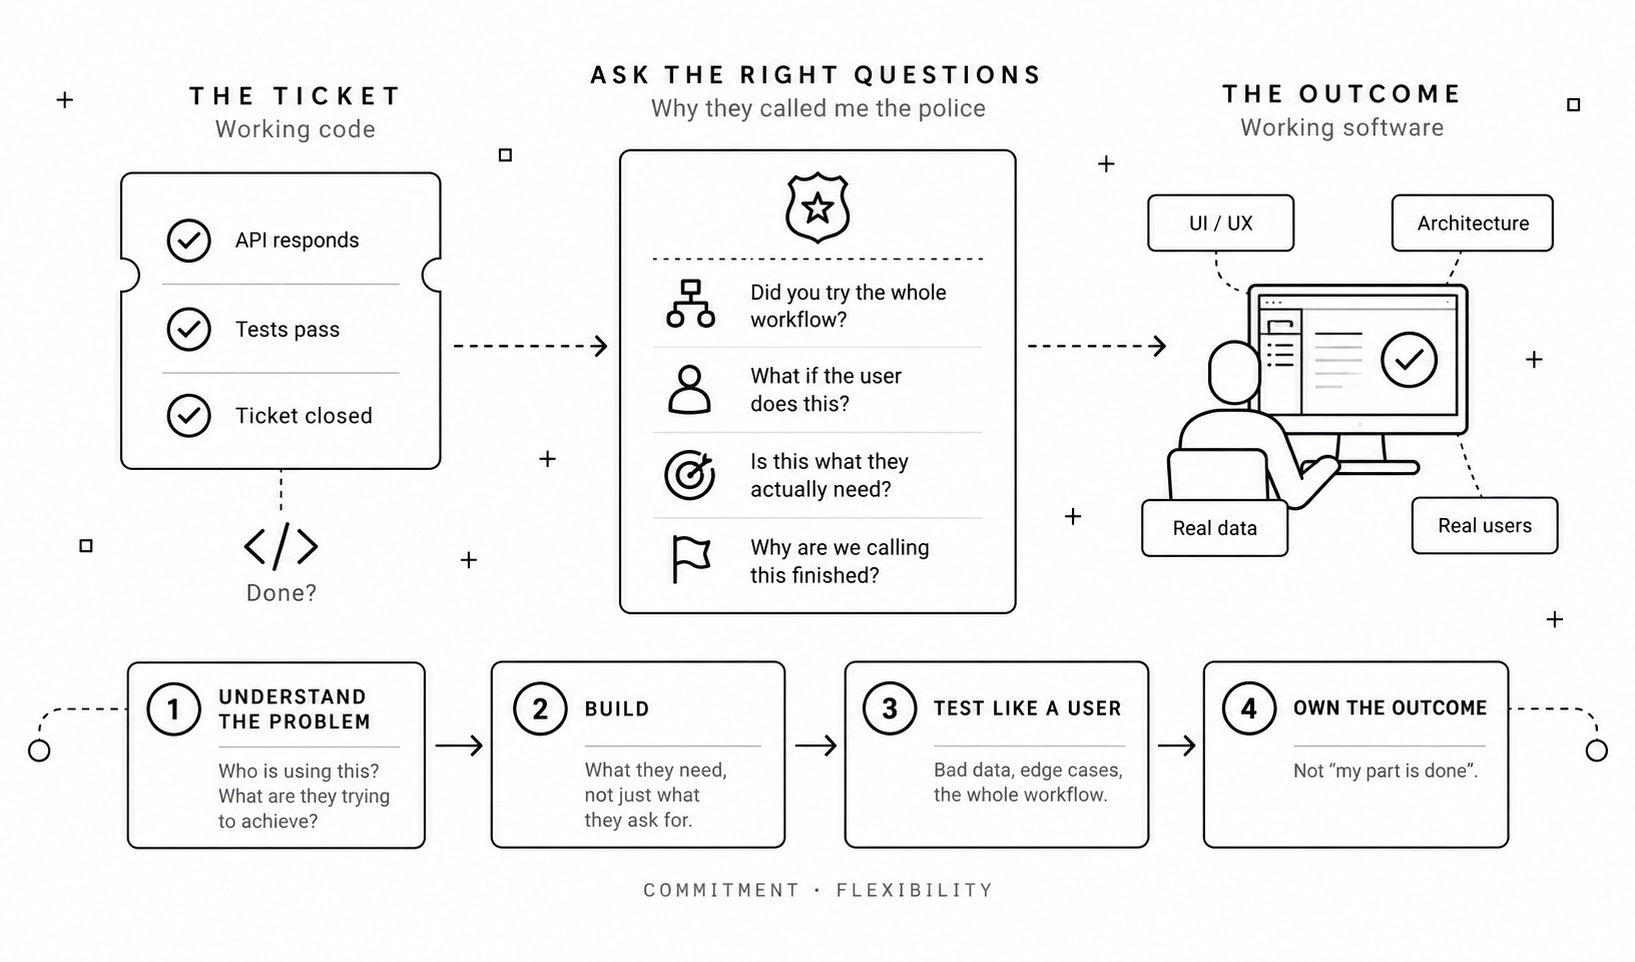 THE TICKET
Working code
API responds
Tests pass
Ticket closed
</>
Done?
ASK THE RIGHT QUESTIONS
Why they called me the police
Did you try the whole
workflow?
What if the user
does this?
Is this what they
actually need?
Why are we calling
this finished?
THE OUTCOME
Working software
UI / UX
Architecture
Real data
Real users
1
UNDERSTAND
THE PROBLEM
Who is using this?
What are they trying
to achieve?
2
BUILD
What they need,
not just what
they ask for.
3
TEST LIKE A USER
Bad data, edge cases,
the whole workflow.
4
OWN THE OUTCOME
Not “my part is done”.
COMMITMENT · FLEXIBILITY